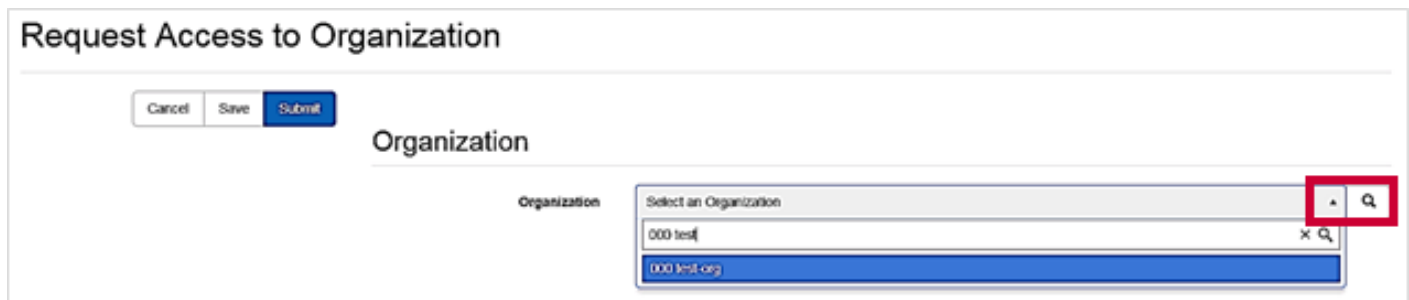 Request Access to Organization
Cancel Save Submit
Organization
Organization Select an Organization
000 test
000 test-org